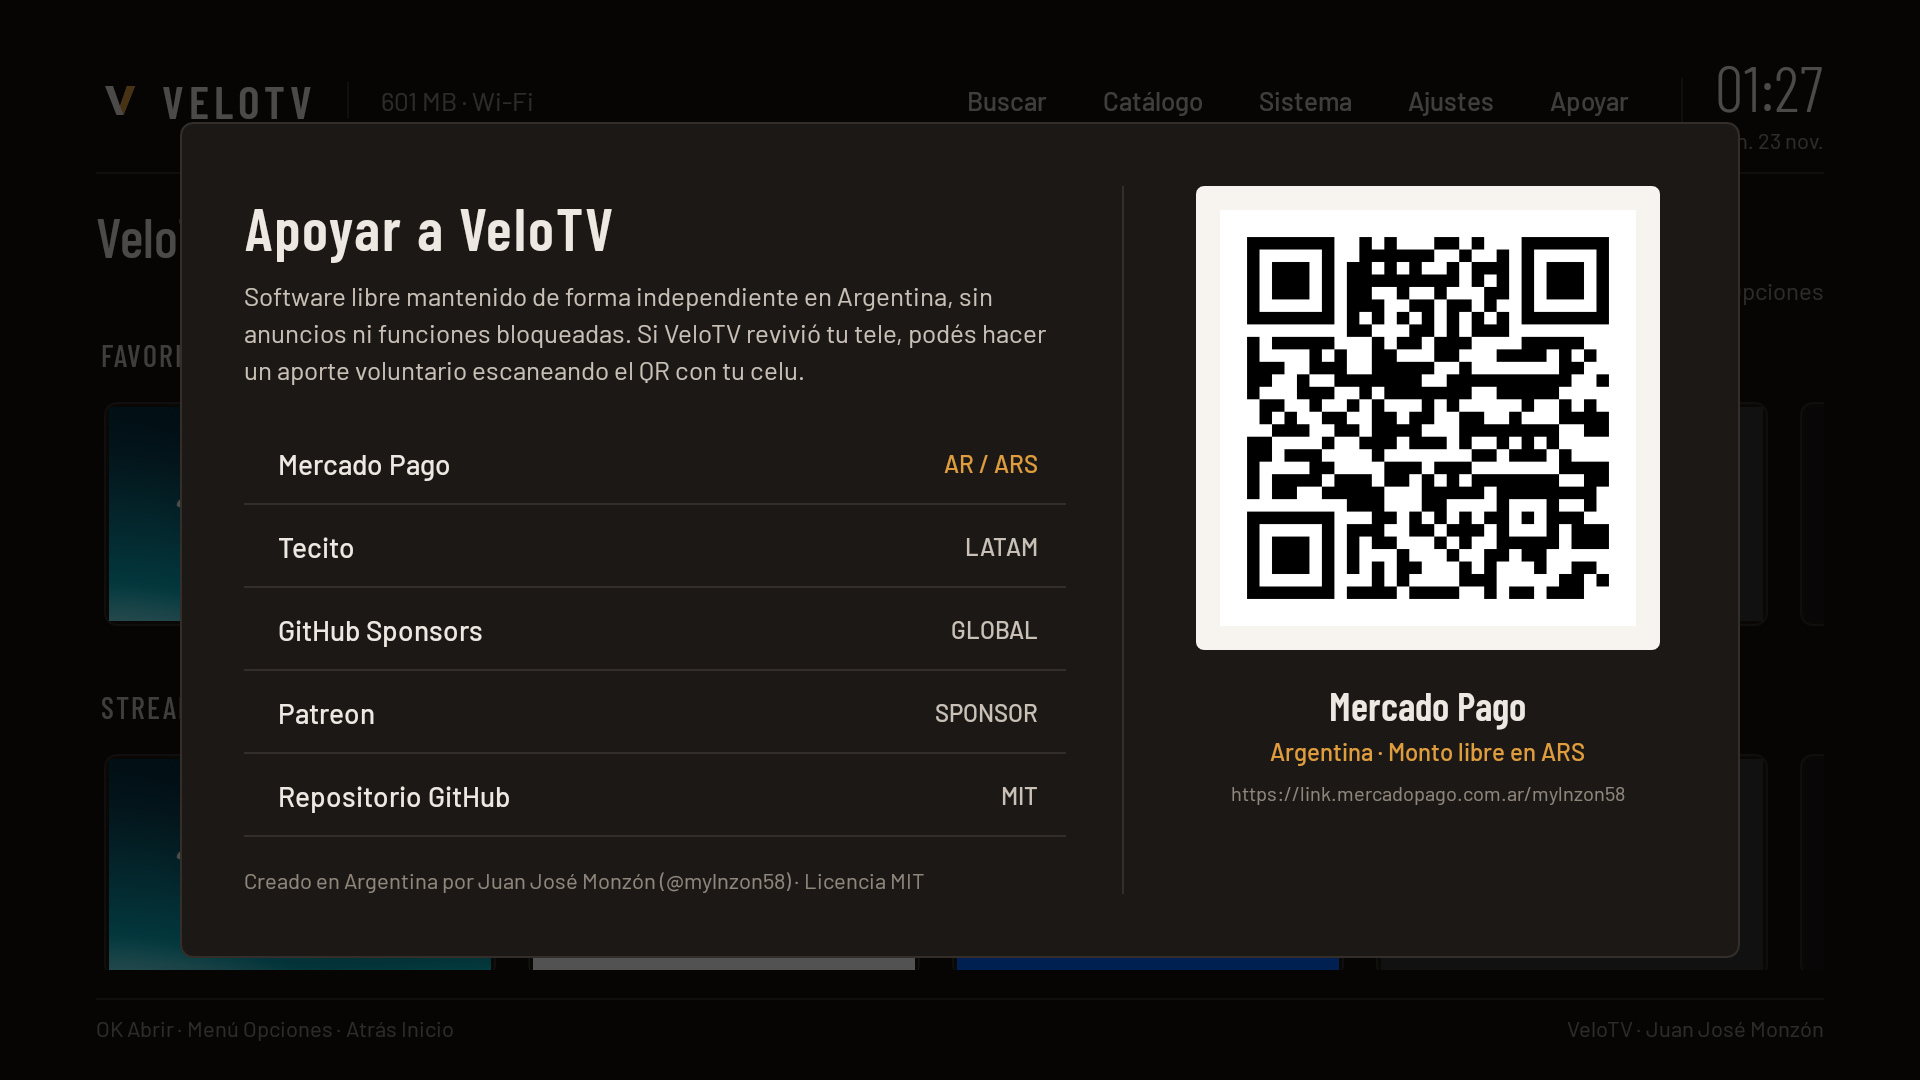 VELOTV
601 MB · Wi-Fi
Buscar
Catálogo
Sistema
Ajustes
Apoyar
01:27
23 nov.
Apoyar a VeloTV
Software libre mantenido de forma independiente en Argentina, sin
anuncios ni funciones bloqueadas. Si VeloTV revivió tu tele, podés hacer
un aporte voluntario escaneando el QR con tu celu.
Mercado Pago
AR / ARS
Tecito
LATAM
GitHub Sponsors
GLOBAL
Patreon
SPONSOR
Repositorio GitHub
MIT
Creado en Argentina por Juan José Monzón (@mylnzon58) · Licencia MIT
Mercado Pago
Argentina · Monto libre en ARS
https://link.mercadopago.com.ar/mylnzon58
OK Abrir · Menú Opciones · Atrás Inicio
VeloTV · Juan José Monzón